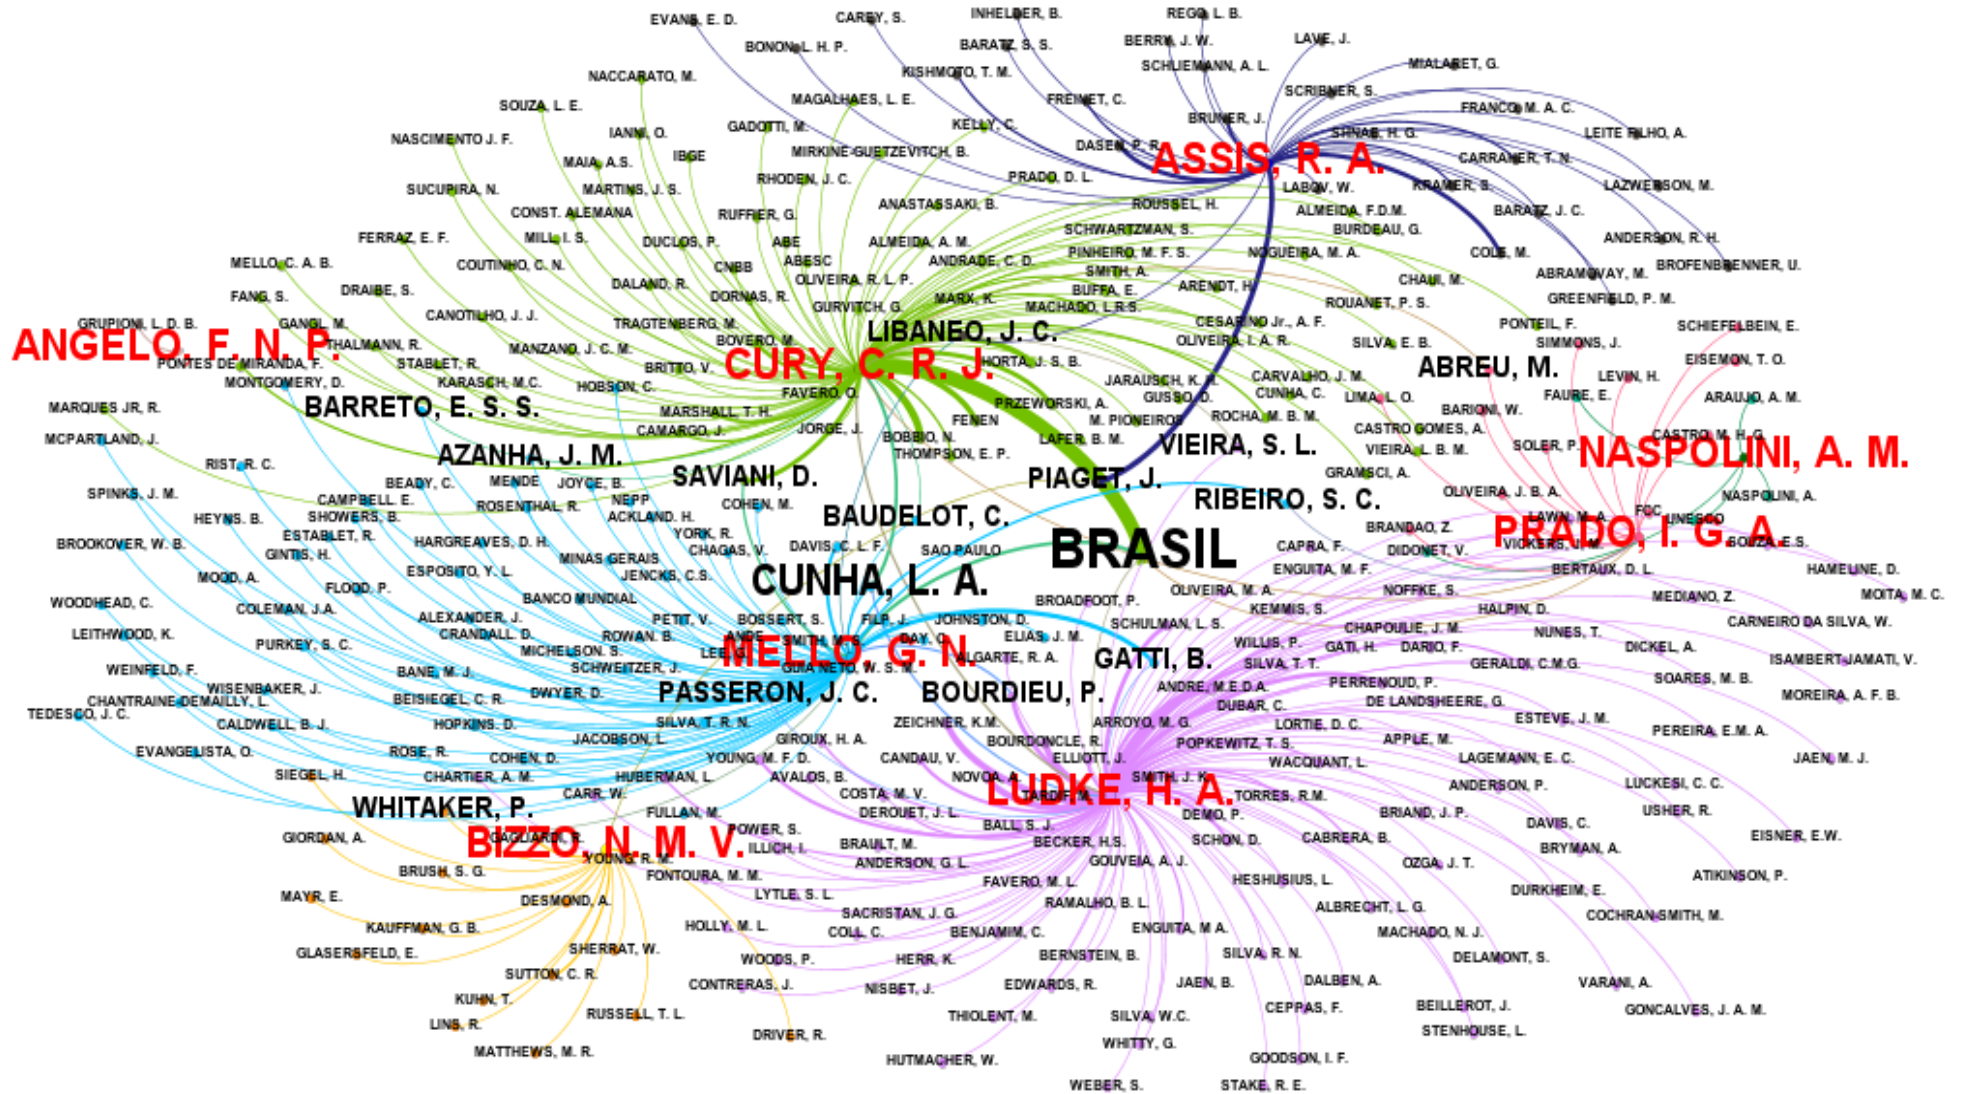 EVANS, E. D.
CAREY, S.
INHELDER, B.
REGO, L. B.
BONON, L. H. P.
BARATZ, S. S.
BERRY, J. W.
LAVE, J.
NACCARATO, M.
KISHMOTO, T. M.
SCHLIEMANN, A. L.
MIALARET, G.
SOUZA, L. E.
MAGALHAES, L. E.
FREINET, C.
SCRIBNER, S.
FRANCO, M. A. C.
NASCIMENTO J. F.
IANNI, O.
GADOTTI, M.
KELLY, C.
BRUNER, J.
SHNAB, H. G.
LEITE FILHO, A.
MAIA, A.S.
IBGE
MIRKINE-GUETZEVITCH, B.
DASEN, P. R.
ASSIS, R. A.
CARRAHER, T. N.
SUCUPIRA, N.
MARTINS, J. S.
RHODEN, J. C.
PRADO, D. L.
LABOV, W.
KRAMER, S.
LAZWERSON, M.
CONST. ALEMANA
RUFFIER, G.
ANASTASSAKI, B.
ROUSSEL, H.
ALMEIDA, F.D.M.
BARATZ, J. C.
FERRAZ, E. F.
MILL, I. S.
DUCLOS, P.
ABE
ALMEIDA, A. M.
SCHWARTZMAN, S.
BURDEAU, G.
ANDERSON, R. H.
MELLO, C. A. B.
COUTINHO, C. N.
CNBB
ABESC
ANDRADE, C. D.
PINHEIRO, M. F. S.
NOGUEIRA, M. A.
COLE, M.
BROFENBRENNER, U.
FANG, S.
DRAIBE, S.
DALAND, R.
DORNAS, R.
OLIVEIRA, R. L. P.
SMITH, A.
BUFFA, E.
ARENDT, H.
CHAUI, M.
ABRAMOVAY, M.
GREENFIELD, P. M.
GRUPIONI, L. D. B.
GANGL, M.
CANOTILHO, J. J.
TRAGTENBERG, M.
GURVITCH, G.
MARX, K.
MACHADO, L.R.S.
ROUANET, P. S.
ANGELO, F. N. P.
THALMANN, R.
MANZANO, J. C. M.
BOVERO, M.
LIBANEO, J. C.
CESARINO Jr., A. F.
OLIVEIRA, I. A. R.
SILVA, E. B.
PONTEIL, F.
SIMMONS, J.
SCHIEFELBEIN, E.
PONTES DE MIRANDA, F.
STABLET, R.
BRITTO, V.
CURY, C. R. J.
HORTA, J. S. B.
ABREU, M.
EISEMON, T. O.
MONTGOMERY, D.
KARASCH, M.C.
HOBSON, C.
FAVERO, O.
JARAUSCH, K. H.
CARVALHO, J. M.
LEVIN, H.
MARQUES JR, R.
BARRETO, E. S. S.
MARSHALL, T. H.
PRZEWORSKI, A.
GUSSO, D.
CUNHA, C.
LIMA, L. O.
FAURE, E.
ARAUJO, A. M.
MCPARTLAND, J.
CAMARGO, J.
JORGE, J.
FENEN
M. PIONEIROS
ROCHA, M. B. M.
BARIONI, W.
AZANHA, J. M.
BOBBIO, N.
LAFER, B. M.
VIEIRA, S. L.
CASTRO GOMES, A.
CASTRO, M. H. G.
RIST, R. C.
THOMPSON, E. P.
VIEIRA, L. B. M.
SOLER, P.
NASPOLINI, A. M.
SPINKS, J. M.
BEADY, C.
MENDE
JOYCE, B.
SAVIANI, D.
PIAGET, J.
GRAMSCI, A.
CAMPBELL, E.
ROSENTHAL, R.
NEPP
COHEN, M.
RIBEIRO, S. C.
OLIVEIRA, J. B. A.
NASPOLINI, A.
HEYNS. B.
SHOWERS, B.
ACKLAND, H.
BAUDELOT, C.
LAWN, M. A.
FCC
UNESCO
BROOKOVER, W. B.
ESTABLET, R.
HARGREAVES, D. H.
YORK, R.
BRANDAO, Z.
PRADO, I. G. A.
GINTIS, H.
MINAS GERAIS
CHAGAS, V.
DAVIS, C. L. F.
SAO PAULO
BRASIL
CAPRA, F.
DIDONET, V.
VICKERS, J. M.
SOUZA, E.S.
MOOD, A.
FLOOD, P.
ESPOSITO, Y. L.
JENCKS, C.S.
CUNHA, L. A.
ENGUITA, M. F.
BERTAUX, D. L.
HAMELINE, D.
WOODHEAD, C.
COLEMAN, J.A.
BANCO MUNDIAL
BROADFOOT, P.
OLIVEIRA, M. A.
NOFFKE, S.
MEDIANO, Z.
MOITA, M. C.
LEITHWOOD, K.
PURKEY, S. C.
ALEXANDER, J.
PETIT, V.
BOSSERT, S.
FILP, J.
JOHNSTON, D.
SCHULMAN, L. S.
KEMMIS, S.
HALPIN, D.
CARNEIRO DA SILVA, W.
CRANDALL, D.
ROWAN. B.
ANDE
SMITH, M. S.
DAY, C.
ELIAS, J. M.
WILLIS, P.
CHAPOULIE, J. M.
NUNES, T.
WEINFELD, F.
MICHELSON. S.
LEE, G.
MELLO, G. N.
ALGARTE, R. A.
GATTI, B.
GATI, H.
DARIO, F.
DICKEL, A.
BANE, M. J.
SCHWEITZER, J.
GUIA NETO, W. S. M.
SILVA, T. T.
GERALDI, C.M.G.
ISAMBERT-JAMATI, V.
CHANTRAINE-DEMAILLY, L.
WISENBAKER, J.
BEISIEGEL, C. R.
DWYER, D.
PASSERON, J. C.
BOURDIEU, P.
ANDRE, M.E.D.A.
PERRENOUD, P.
SOARES, M. B.
MOREIRA, A. F. B.
TEDESCO, J. C.
CALDWELL, B. J.
HOPKINS. D.
SILVA, T. R. N.
ZEICHNER, K.M.
ARROYO, M. G.
DUBAR, C.
DE LANDSHEERE, G.
ESTEVE, J. M.
EVANGELISTA, O.
ROSE, R.
JACOBSON, L.
GIROUX, H. A.
BOURDONCLE, R.
LORTIE, D. C.
PEREIRA, E.M. A.
COHEN, D.
YOUNG, M. F. D.
CANDAU, V.
ELLIOTT, J.
POPKEWITZ, T. S.
APPLE, M.
LAGEMANN, E. C.
JAEN, M. J.
SIEGEL, H.
CHARTIER, A. M.
HUBERMAN, L.
AVALOS, B.
NOVOA, A.
SMITH, J. K.
WACQUANT, L.
CARR, W.
COSTA, M. V.
LUDKE, H. A.
TARDIF, M.
TORRES, R.M.
ANDERSON, P.
LUCKESI, C. C.
WHITAKER, P.
FULLAN, M.
DEROUET, J. L.
DEMO, P.
BRIAND, J. P.
USHER, R.
GIORDAN, A.
GAGLIARDI, R.
POWER, S.
BALL, S. J.
DAVIS, C.
BIZZO, N. M. V.
ILLICH, I.
BRAULT, M.
BECKER, H.S.
SCHON, D.
CABRERA, B.
BRYMAN, A.
EISNER, E.W.
BRUSH, S. G.
YOUNG, R. M.
FONTOURA, M. M.
ANDERSON, G. L.
GOUVEIA, A. J.
OZGA, J. T.
MAYR, E.
DESMOND, A.
LYTLE, S. L.
FAVERO, M. L.
HESHUSIUS, L.
DURKHEIM, E.
ATIKINSON, P.
KAUFFMAN, G. B.
HOLLY, M. L.
SACRISTAN, J. G.
RAMALHO, B. L.
ALBRECHT, L. G.
COCHRAN-SMITH, M.
GLASERSFELD, E.
SHERRAT, W.
COLL, C.
BENJAMIM, C.
ENGUITA, M A.
MACHADO, N. J.
SUTTON, C. R.
WOODS, P.
HERR, K.
BERNSTEIN, B.
SILVA, R. N.
DELAMONT, S.
KUHN, T.
CONTRERAS, J.
NISBET, J.
EDWARDS, R.
JAEN, B.
DALBEN, A.
VARANI, A.
LINS, R.
RUSSELL, T. L.
THIOLENT, M.
SILVA, W.C.
CEPPAS, F.
BEILLEROT, J.
GONCALVES, J. A. M.
MATTHEWS, M. R.
DRIVER, R.
HUTMACHER, W.
WHITTY, G.
GOODSON, I. F.
STENHOUSE, L.
WEBER, S.
STAKE, R. E.